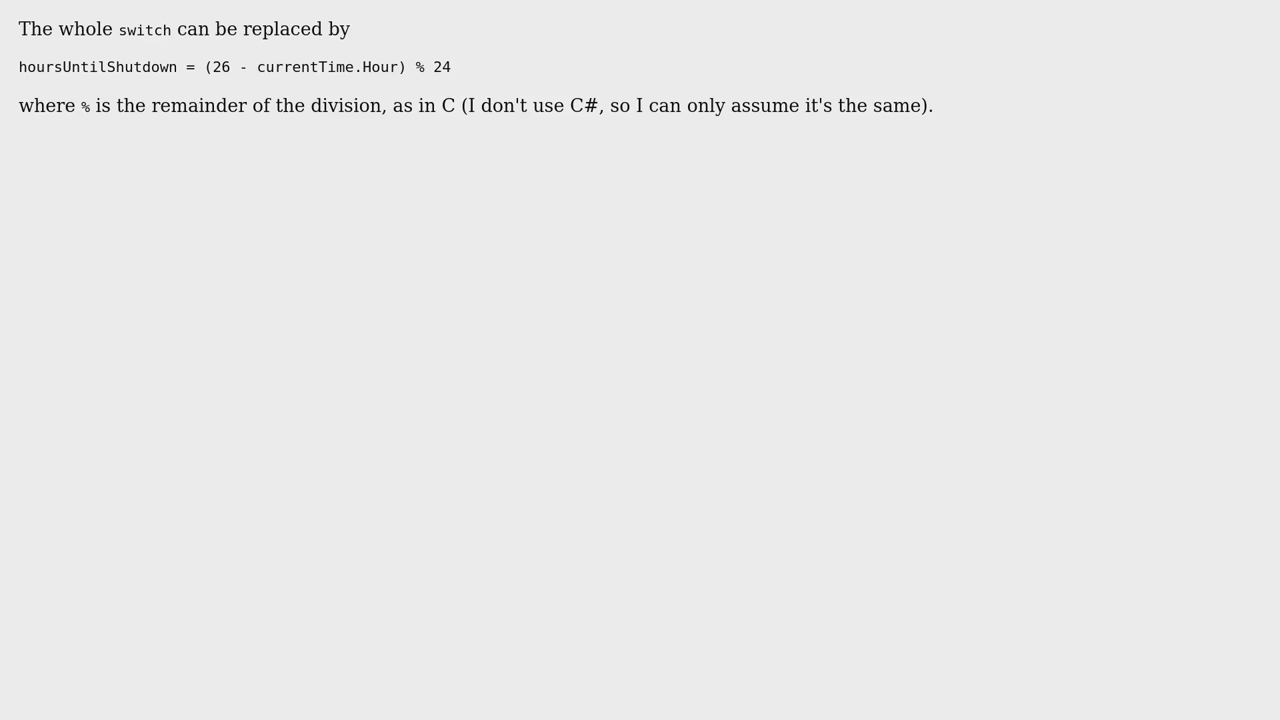 The whole switch can be replaced by
hoursUntilShutdown = (26 - currentTime.Hour) % 24
where % is the remainder of the division, as in C (I don't use C#, so I can only assume it's the same).